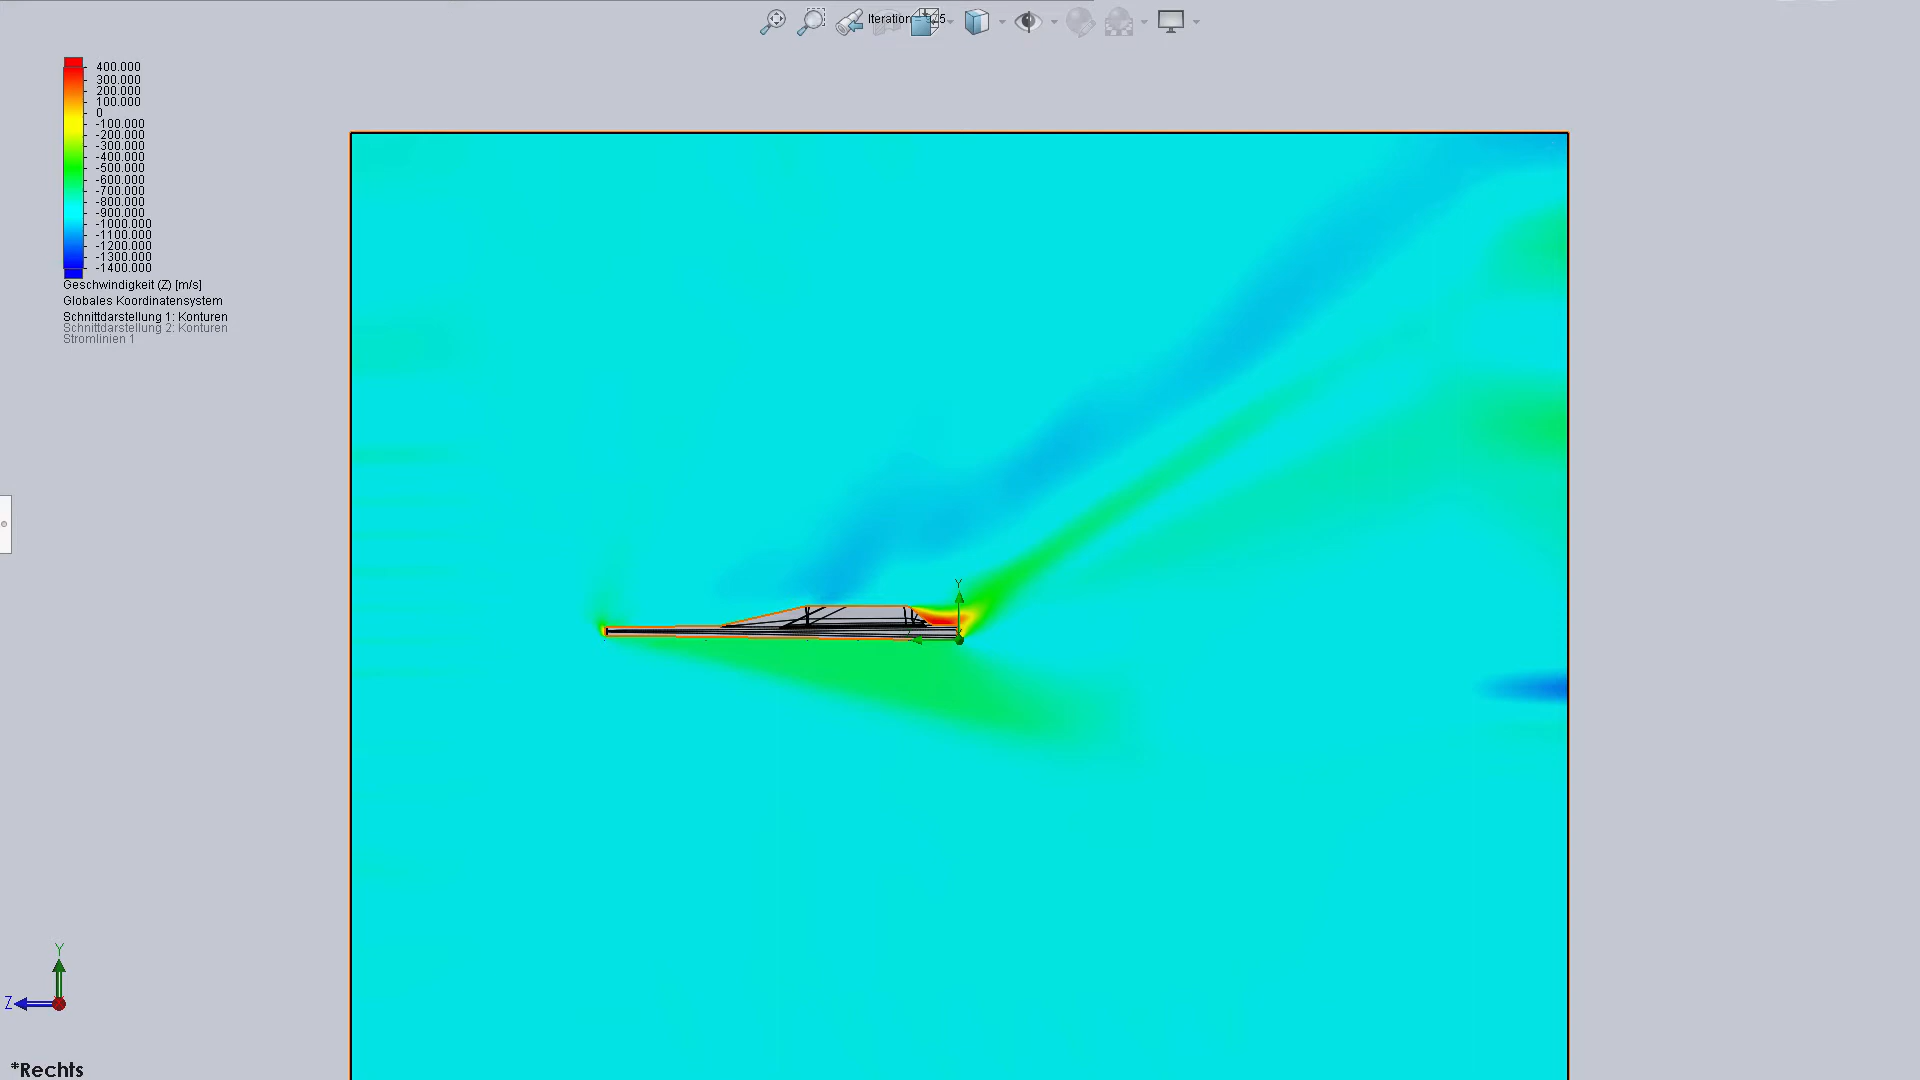 Iteration =
400.000
300.000
200.000
100.000
0
-100.000
-200.000
-300.000
-400.000
-500.000
-600.000
-700.000
-800.000
-900.000
-1000.000
-1100.000
-1200.000
-1300.000
-1400.000
Geschwindigkeit (Z) [m/s]
Globales Koordinatensystem
Schnittdarstellung 1: Konturen
Schnittdarstellung 2: Konturen
Stromlinien 1
Y
Y
Z
*Rechts